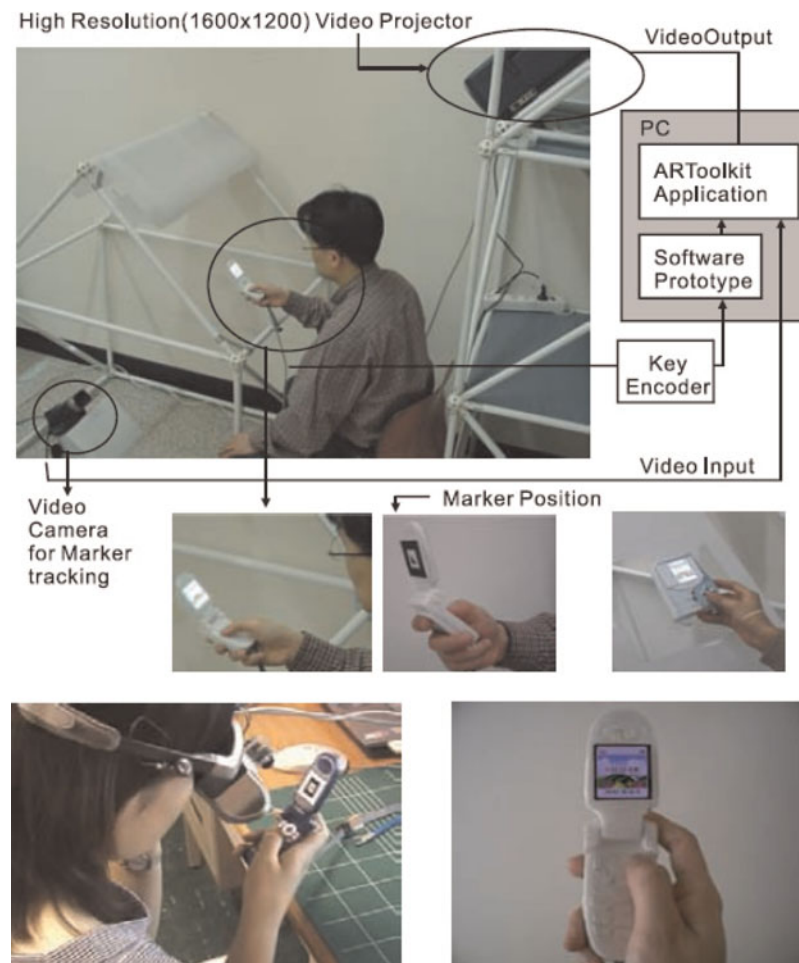 High Resolution(1600x1200) Video Projector
VideoOutput
PC
ARToolkit
Application
Software
Prototype
Key
Encoder
Video Input
Video
Camera
for Marker
tracking
Marker Position